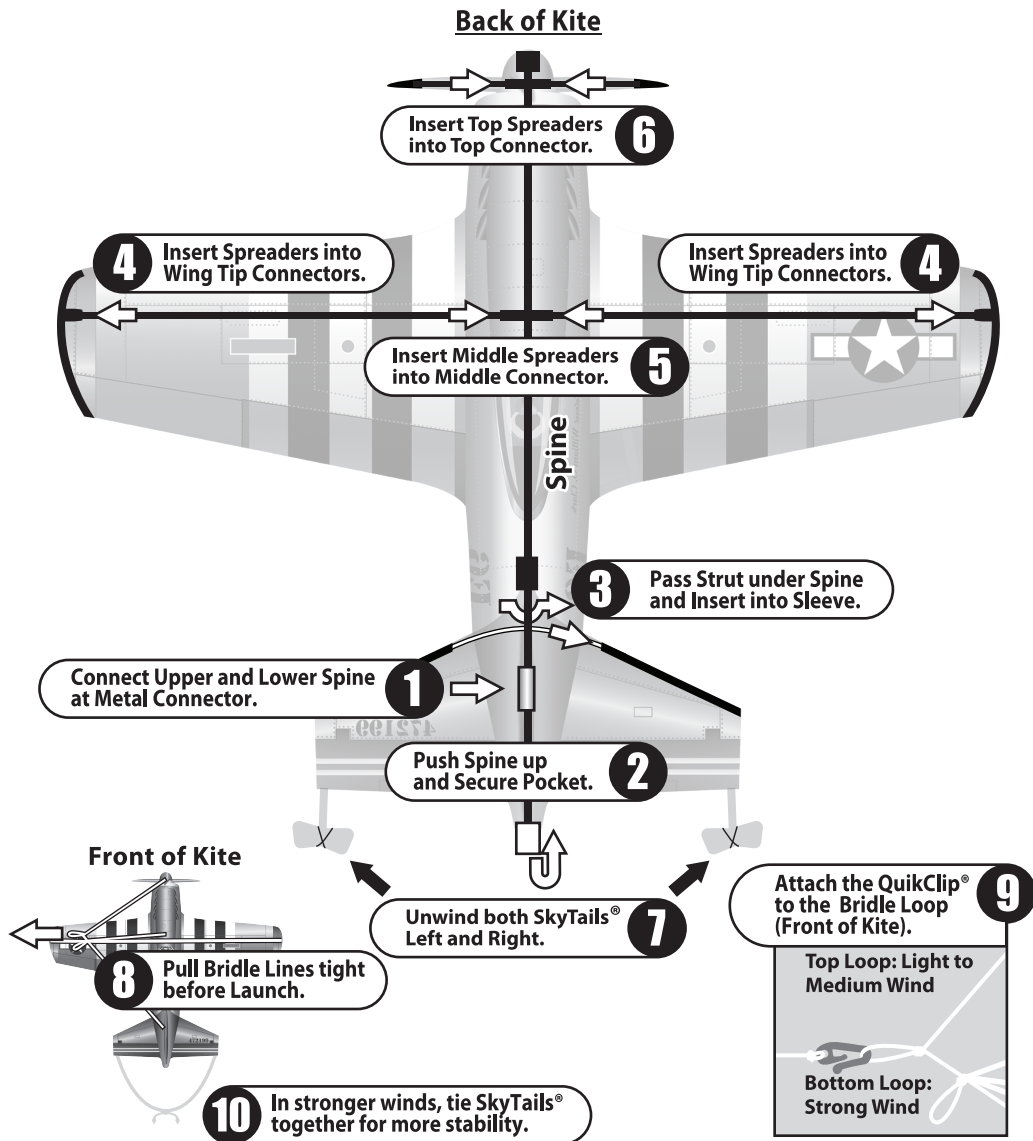 Back of Kite
6
Insert Top Spreaders
into Top Connector.
4
Insert Spreaders into
Wing Tip Connectors.
Insert Spreaders into
Wing Tip Connectors.
4
Insert Middle Spreaders
into Middle Connector.
5
Spine
3
Pass Strut under Spine
and Insert into Sleeve.
Connect Upper and Lower Spine
at Metal Connector.
1
472199
Push Spine up
and Secure Pocket.
2
Front of Kite
Unwind both SkyTails®
Left and Right.
7
8
Pull Bridle Lines tight
before Launch.
472199
Attach the QuikClip®
to the Bridle Loop
(Front of Kite).
9
Top Loop: Light to
Medium Wind
Bottom Loop:
Strong Wind
10
In stronger winds, tie SkyTails®
together for more stability.